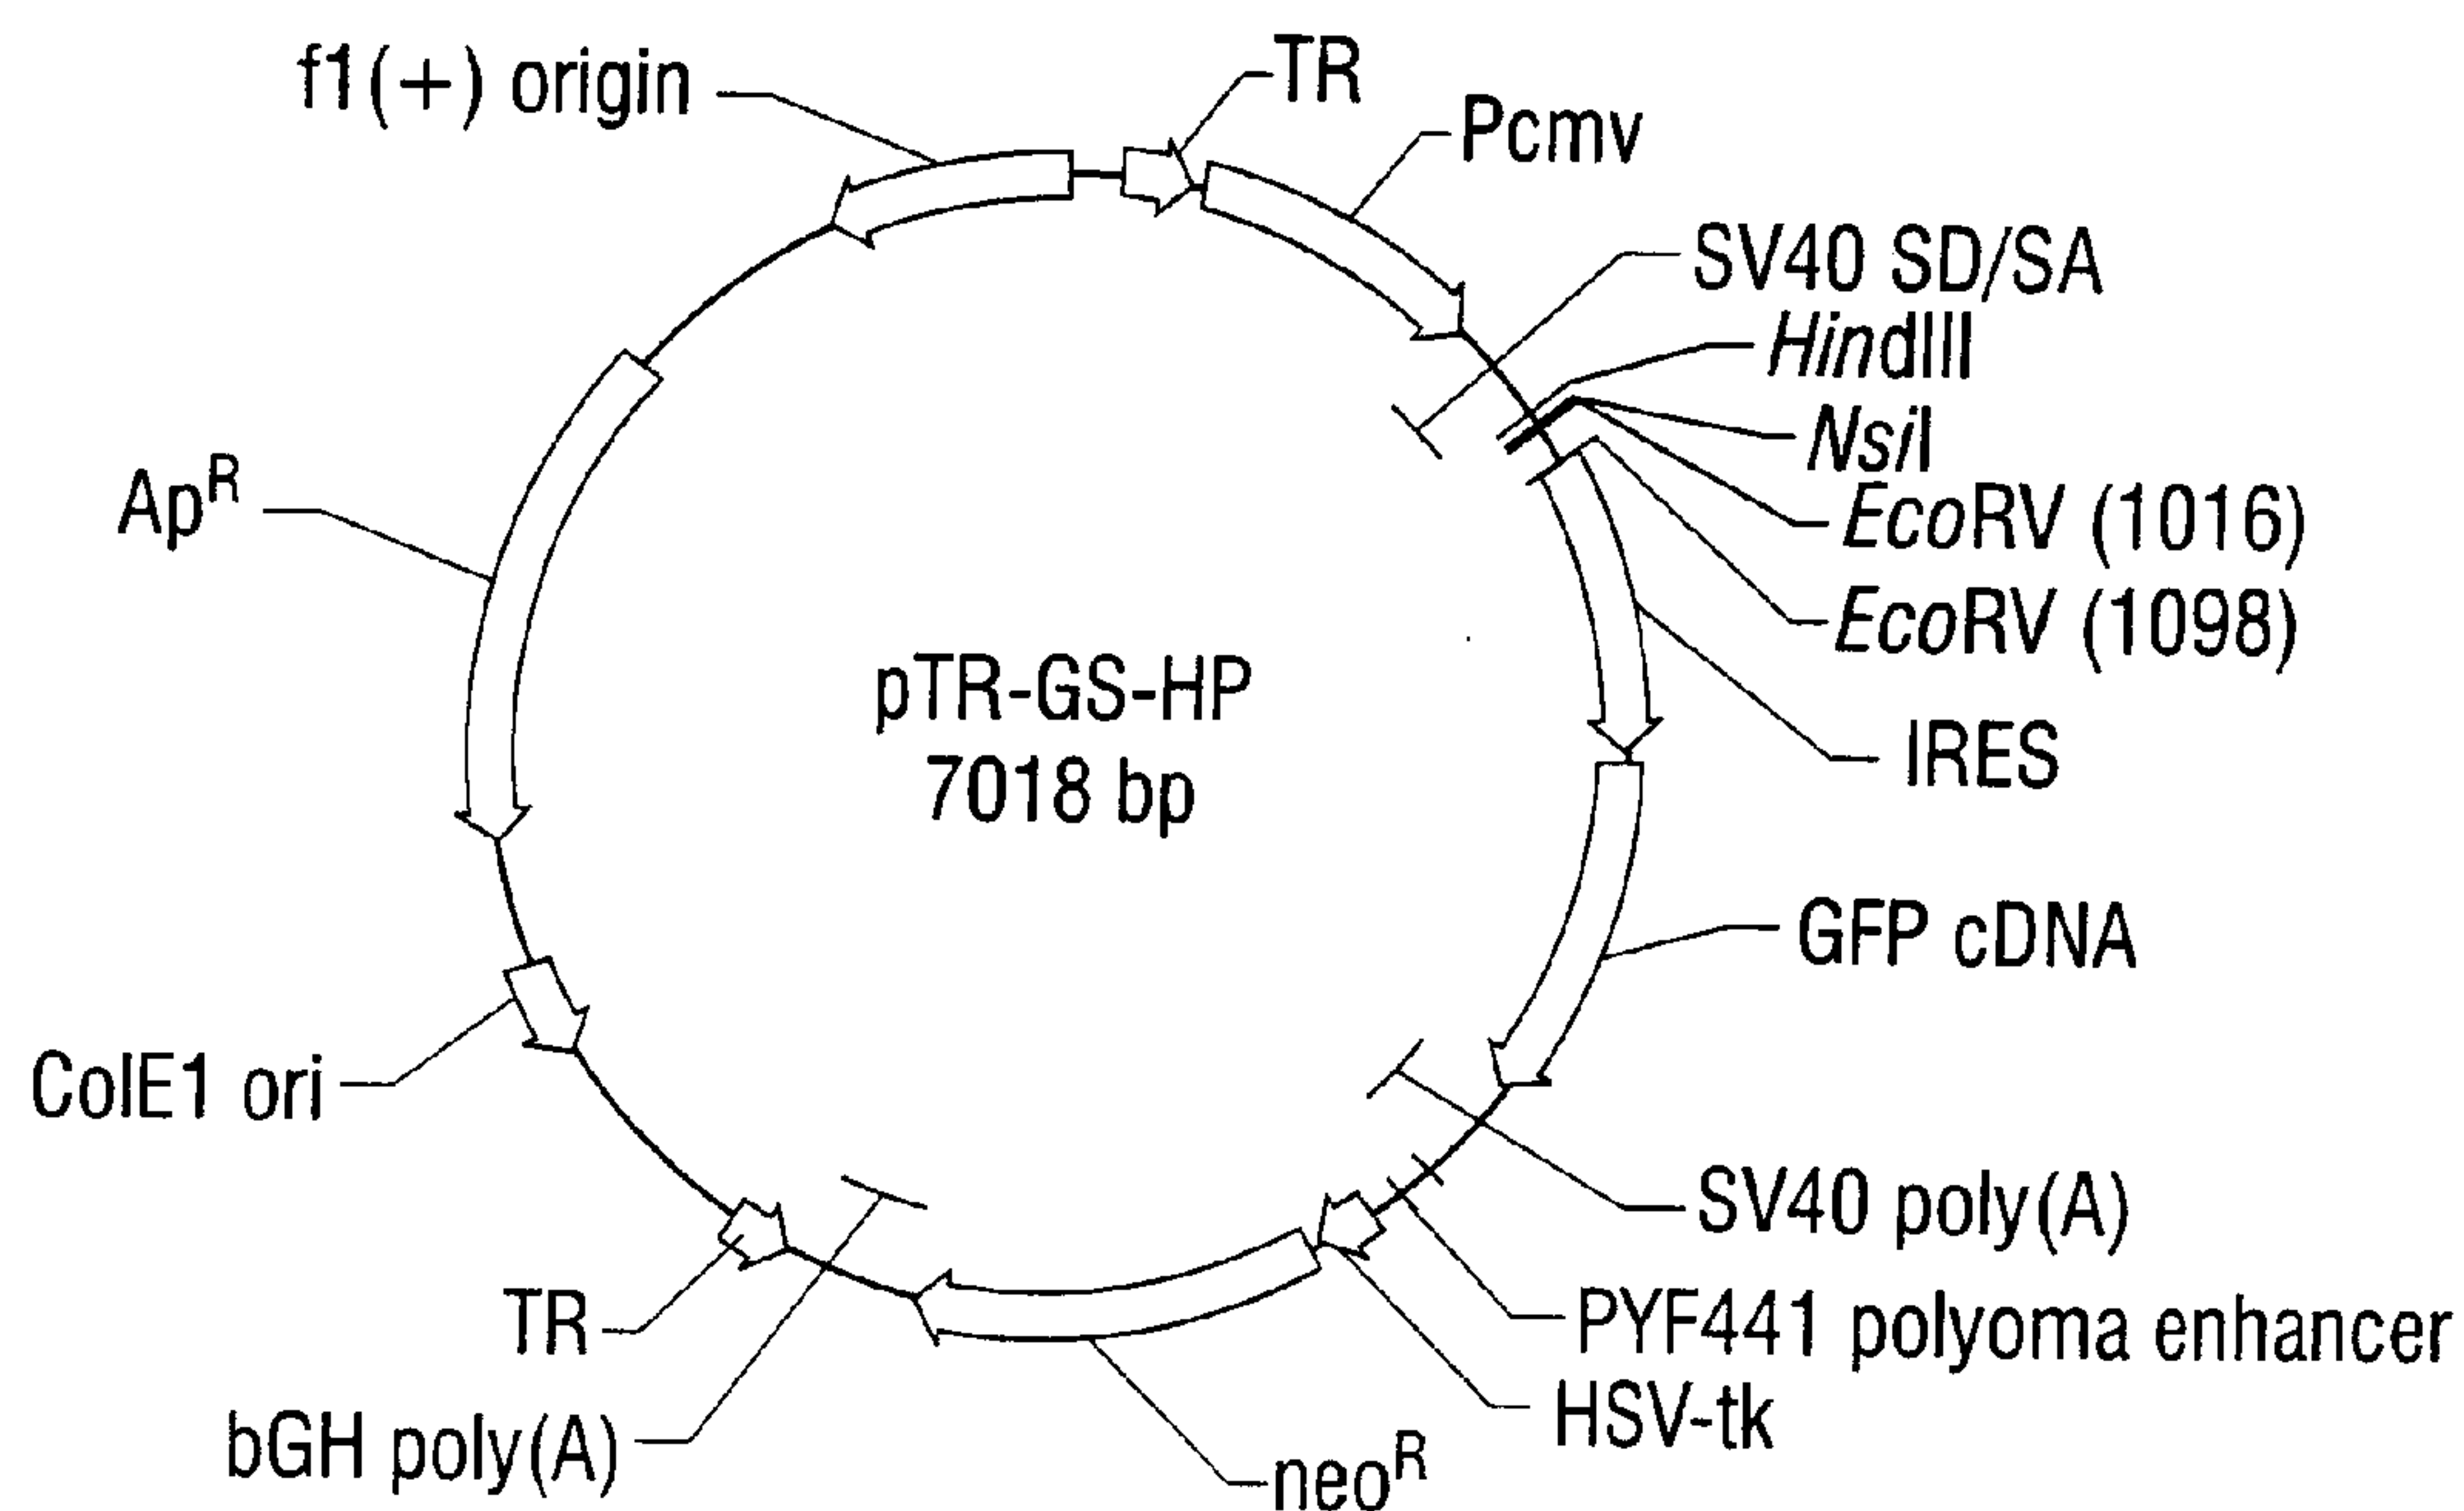 f1(+) origin
TR
Pcmv
SV40 SD/SA
HindIII
NsiI
EcoRV (1016)
EcoRV (1098)
IRES
GFP cDNA
SV40 poly(A)
PYF441 polyoma enhancer
HSV-tk
neoR
bGH poly(A)
TR
ColE1 ori
ApR
pTR-GS-HP
7018 bp